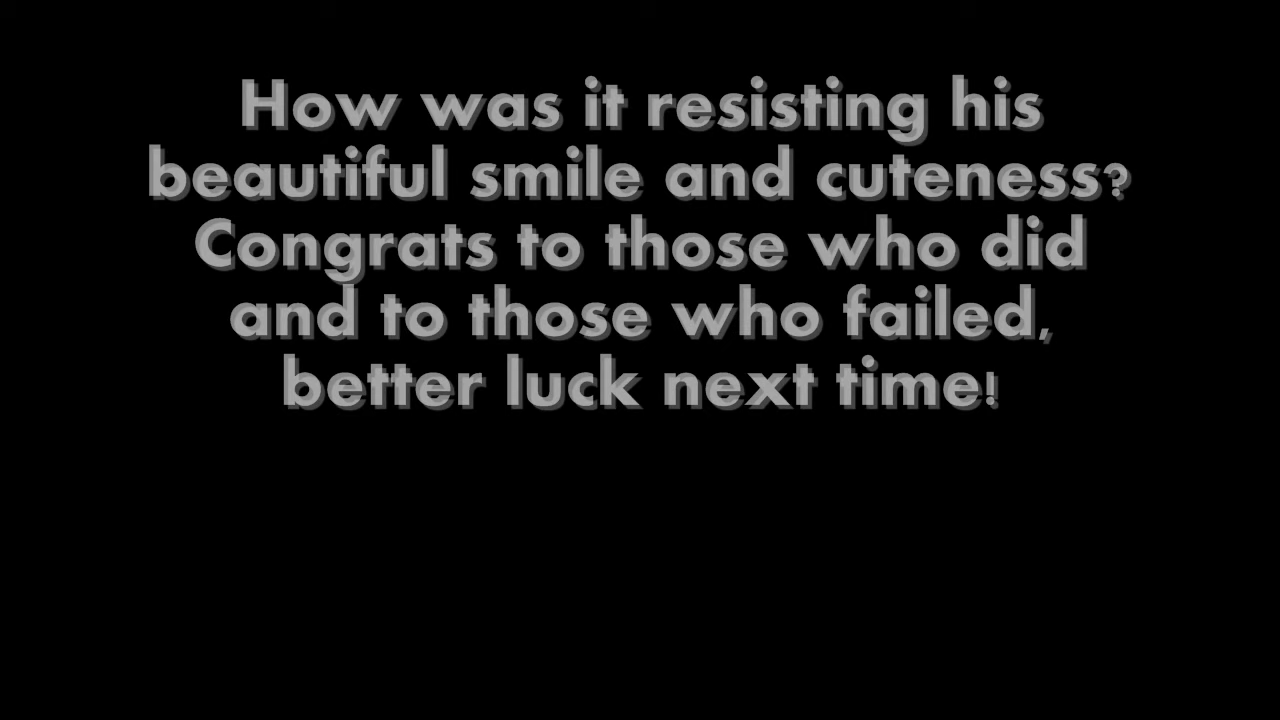 How was it resisting his
beautiful smile and cuteness?
Congrats to those who did
and to those who failed,
better luck next time!